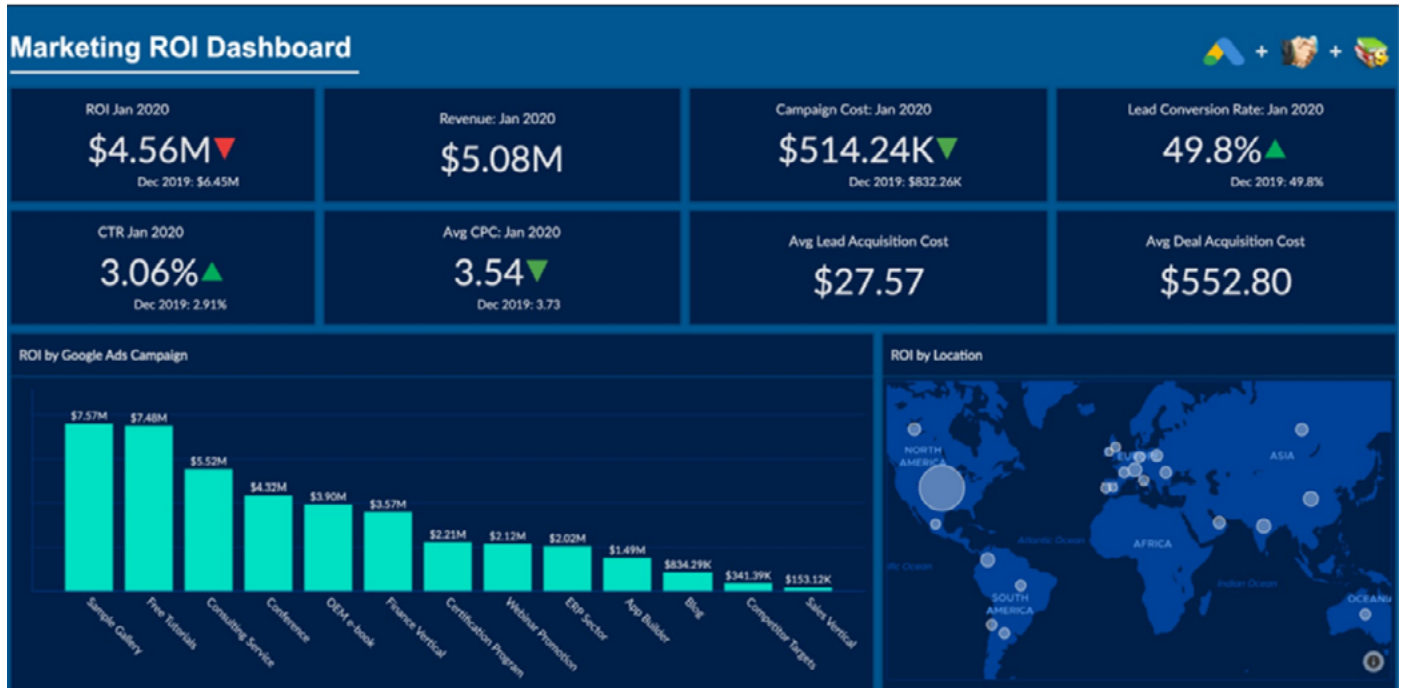 Marketing ROI Dashboard
+ +
ROI Jan 2020
$4.56M
Dec 2019: $6.45M
Revenue: Jan 2020
$5.08M
Campaign Cost: Jan 2020
$514.24K
Dec 2019: $832.26K
Lead Conversion Rate: Jan 2020
49.8%
Dec 2019: 49.8%
CTR Jan 2020
3.06%
Dec 2019: 2.91%
Avg CPC: Jan 2020
3.54
Dec 2019: 3.73
Avg Lead Acquisition Cost
$27.57
Avg Deal Acquisition Cost
$552.80
ROI by Google Ads Campaign
$7.57M
$7.48M
$5.52M
$4.32M
$3.90M
$3.57M
$2.21M
$2.12M
$2.02M
$1.49M
$834.29K
$341.39K
$153.12K
Sample Gallery
Free Tutorials
Consulting Service
Conference
OEM e-book
Finance Vertical
Certification Program
Webinar Promotion
ERP Sector
App Builder
Blog
Competitor Targets
Sales Vertical
ROI by Location
NORTH
AMERICA
EUROPE
ASIA
Atlantic Ocean
AFRICA
ific Ocean
Indian Ocean
SOUTH
AMERICA
OCEANIA